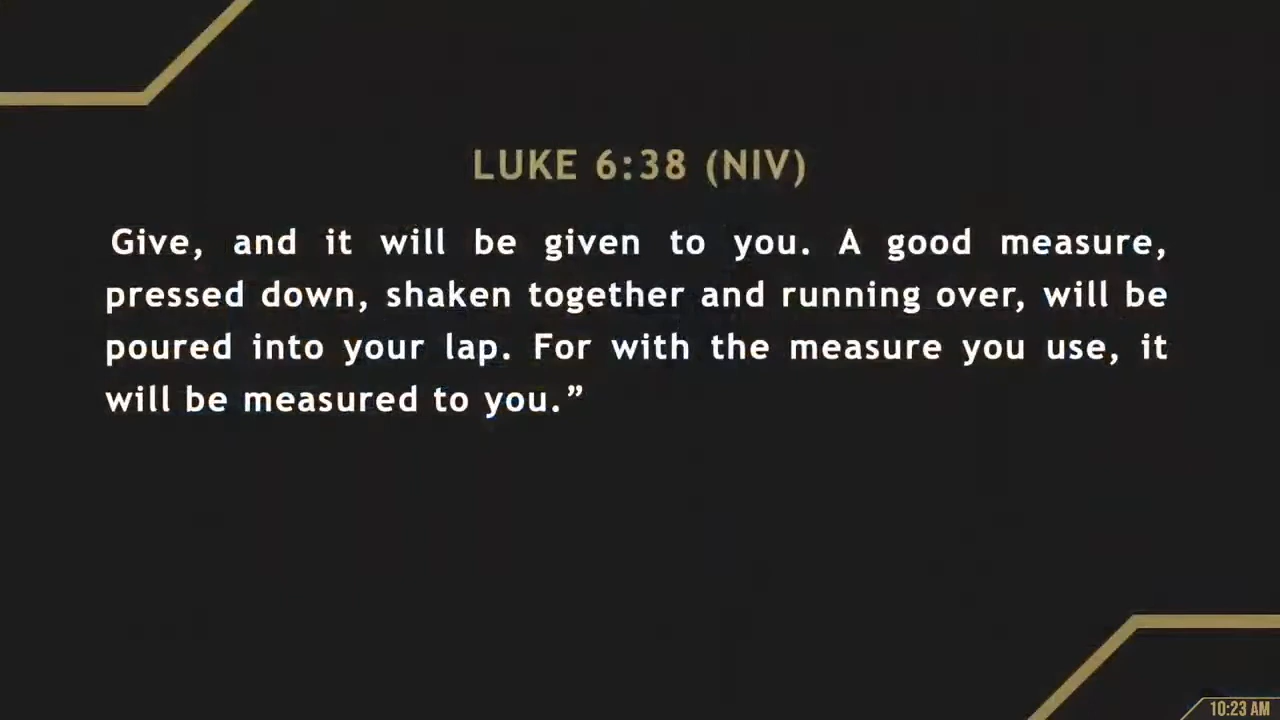 LUKE 6:38 (NIV)
Give, and it will be given to you. A good measure,
pressed down, shaken together and running over, will be
poured into your lap. For with the measure you use, it
will be measured to you.”
10:23 AM